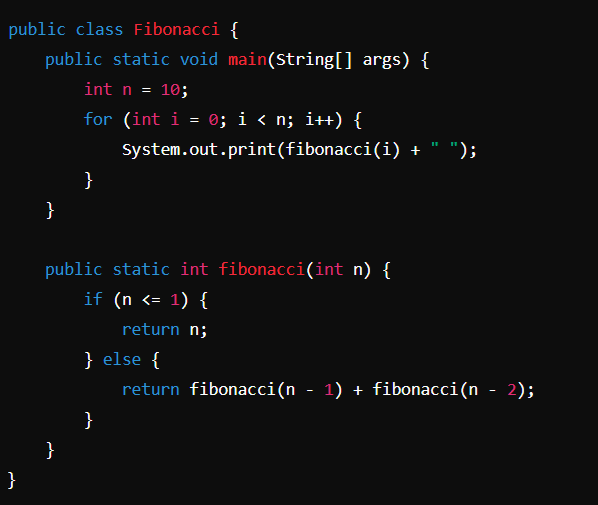 public class Fibonacci {
    public static void main(String[] args) {
        int n = 10;
        for (int i = 0; i < n; i++) {
            System.out.print(fibonacci(i) + " ");
        }
    }

    public static int fibonacci(int n) {
        if (n <= 1) {
            return n;
        } else {
            return fibonacci(n - 1) + fibonacci(n - 2);
        }
    }
}